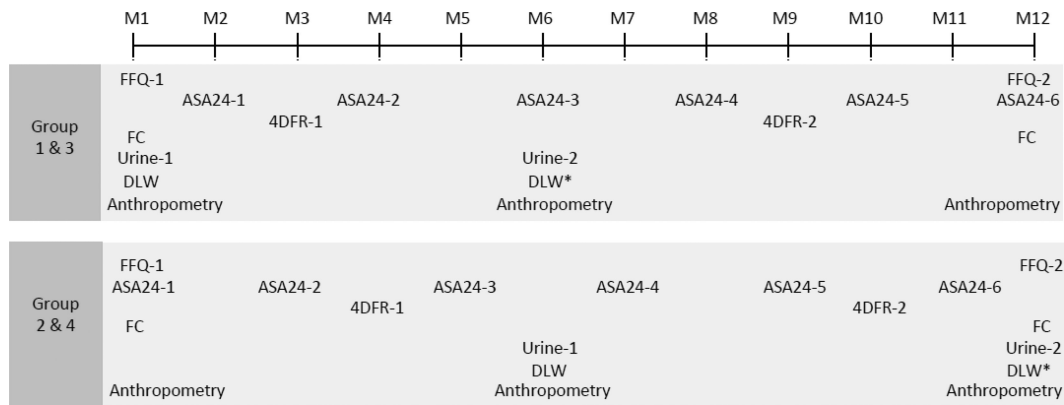 M1 M2 M3 M4 M5 M6 M7 M8 M9 M10 M11 M12
Group
1 & 3
FFQ-1 FFQ-2
ASA24-1 ASA24-2 ASA24-3 ASA24-4 ASA24-5 ASA24-6
4DFR-1 4DFR-2
FC FC
Urine-1 Urine-2
DLW DLW*
Anthropometry Anthropometry Anthropometry
Group
2 & 4
FFQ-1 FFQ-2
ASA24-1 ASA24-2 ASA24-3 ASA24-4 ASA24-5 ASA24-6
4DFR-1 4DFR-2
FC FC
Urine-1 Urine-2
DLW DLW*
Anthropometry Anthropometry Anthropometry